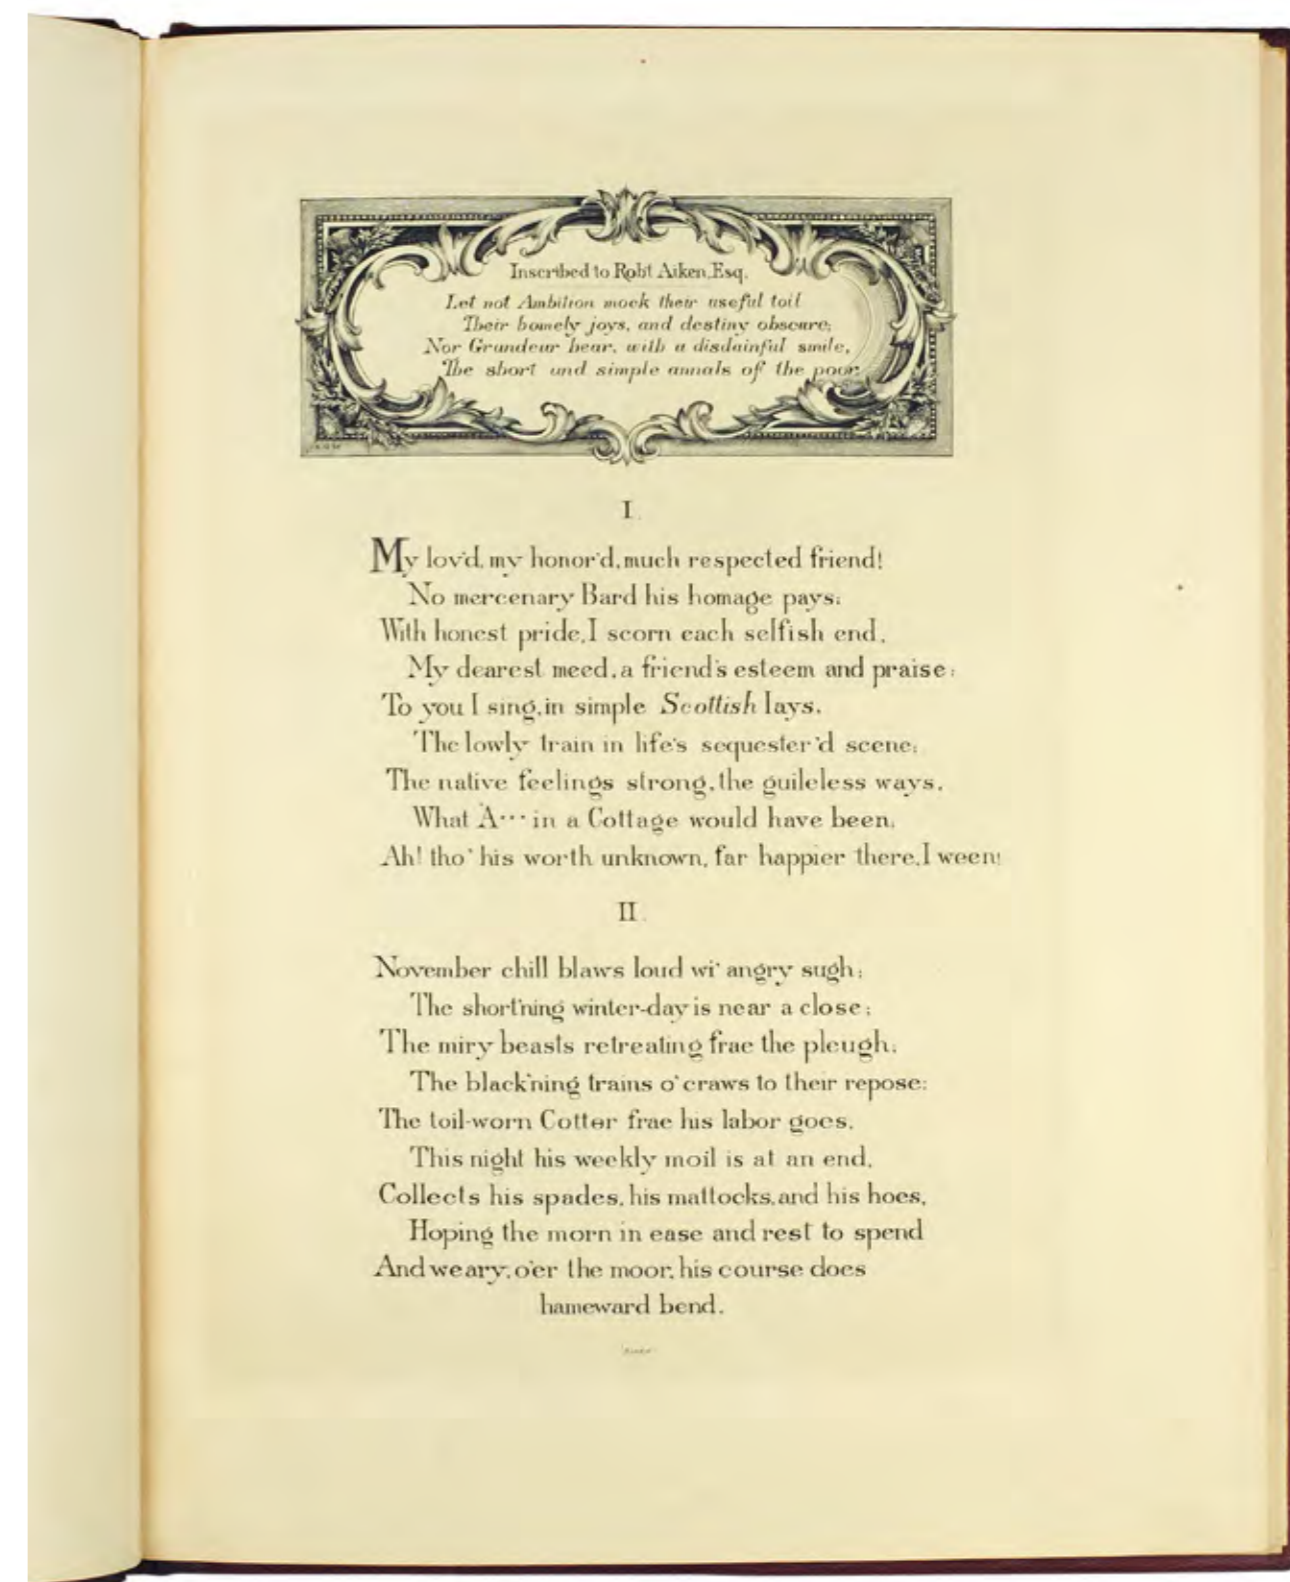 Inscribed to Robt Aiken, Esq.
Let not Ambition mock their useful toil
Their homely joys, and destiny obscure;
Nor Grandeur hear, with a disdainful smile,
The short and simple annals of the poor.
I.
My lov'd, my honor'd, much respected friend!
No mercenary Bard his homage pays;
With honest pride, I scorn each selfish end,
My dearest meed, a friend's esteem and praise:
To you I sing, in simple Scottish lays,
The lowly train in life's sequester'd scene;
The native feelings strong, the guileless ways,
What A··· in a Cottage would have been;
Ah! tho' his worth unknown, far happier there, I ween!
II.
November chill blaws loud wi' angry sugh;
The short'ning winter-day is near a close;
The miry beasts retreating frae the pleugh;
The black'ning trains o' craws to their repose:
The toil-worn Cotter frae his labor goes,
This night his weekly moil is at an end,
Collects his spades, his mattocks, and his hoes,
Hoping the morn in ease and rest to spend
And weary, o'er the moor, his course does
hameward bend.